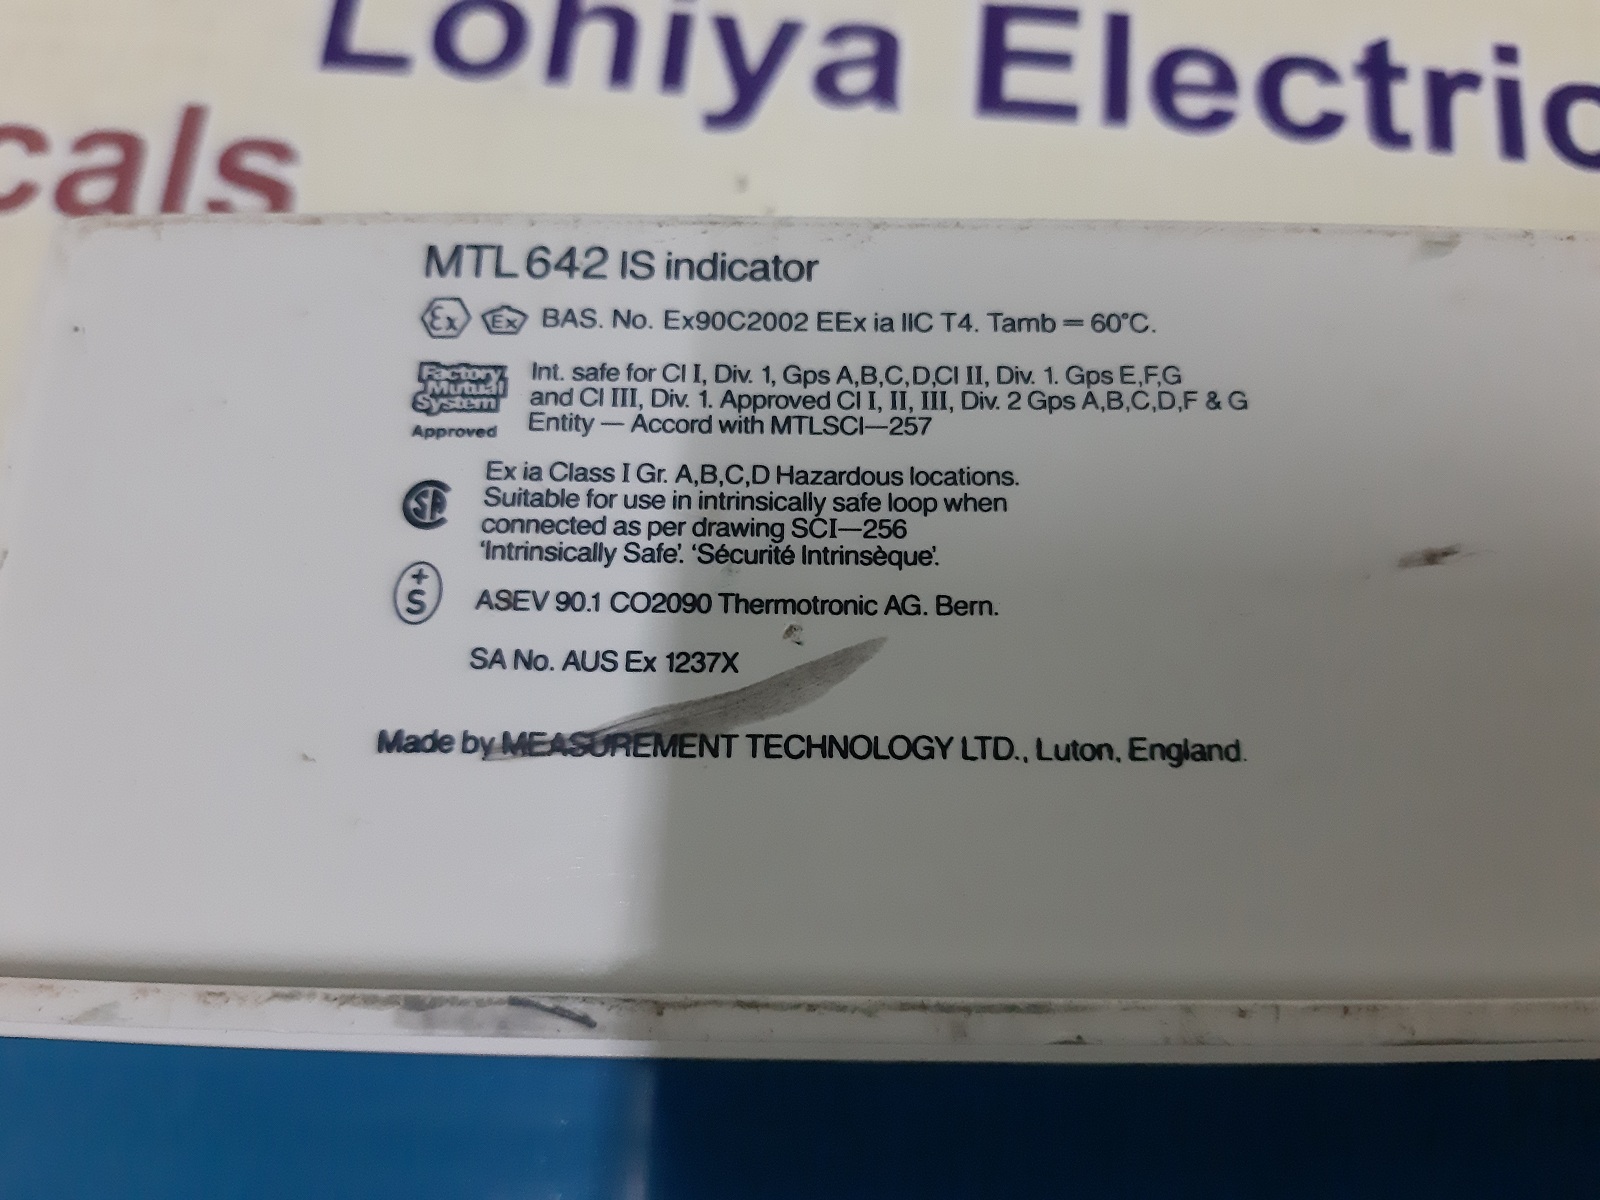 Lohiya Electric
cals
MTL 642 IS indicator
Ex Ex BAS. No. Ex90C2002 EEx ia IIC T4. Tamb = 60°C.
Factory Mutual System Approved
Int. safe for Cl I, Div. 1, Gps A,B,C,D,Cl II, Div. 1. Gps E,F,G
and Cl III, Div. 1. Approved Cl I, II, III, Div. 2 Gps A,B,C,D,F & G
Entity — Accord with MTLSCI—257
Ex ia Class I Gr. A,B,C,D Hazardous locations.
SA Suitable for use in intrinsically safe loop when
connected as per drawing SCI—256
'Intrinsically Safe'. 'Sécurité Intrinsèque'.
+S ASEV 90.1 CO2090 Thermotronic AG. Bern.
SA No. AUS Ex 1237X
Made by MEASUREMENT TECHNOLOGY LTD., Luton, England.